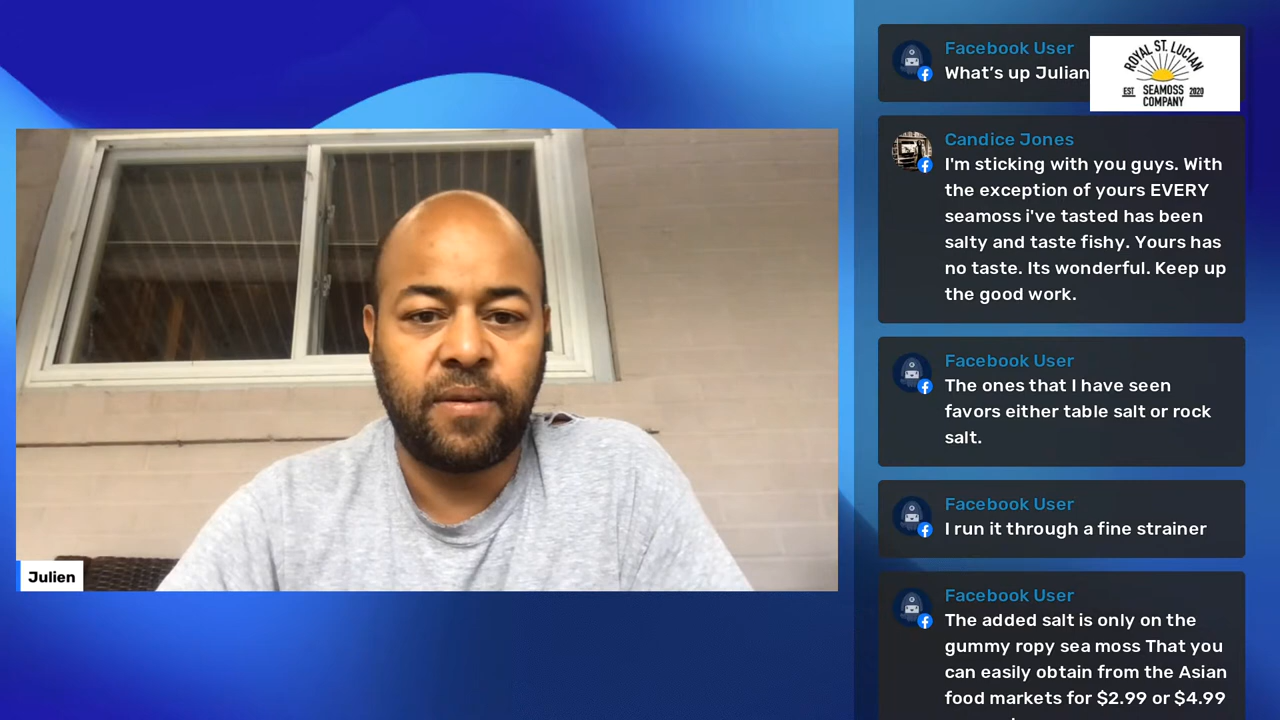 Facebook User
What's up Julian
ROYAL ST. LUCIAN
EST. SEAMOSS 2020
COMPANY
Candice Jones
I'm sticking with you guys. With
the exception of yours EVERY
seamoss i've tasted has been
salty and taste fishy. Yours has
no taste. Its wonderful. Keep up
the good work.
Facebook User
The ones that I have seen
favors either table salt or rock
salt.
Facebook User
I run it through a fine strainer
Facebook User
The added salt is only on the
gummy ropy sea moss That you
can easily obtain from the Asian
food markets for $2.99 or $4.99
Julien